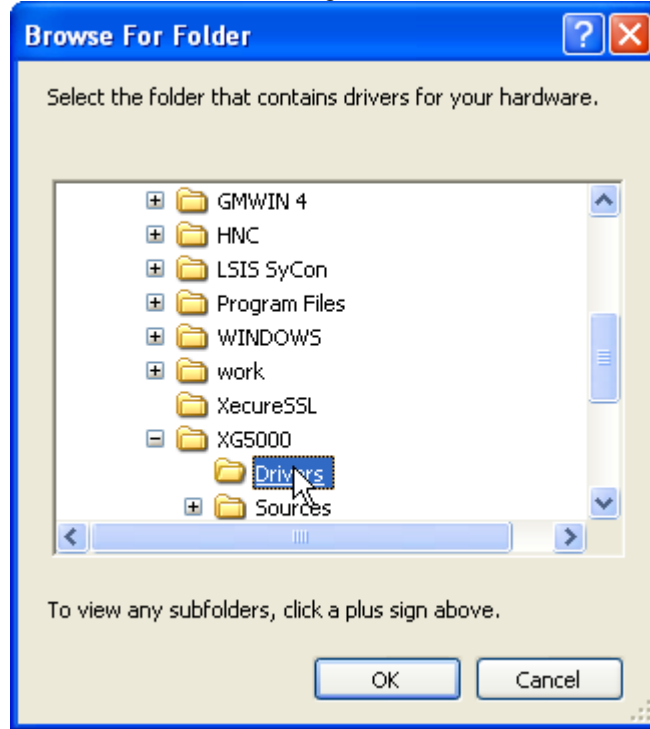 Browse For Folder
Select the folder that contains drivers for your hardware.
GMWIN 4
HNC
LSIS SyCon
Program Files
WINDOWS
work
XecureSSL
XG5000
Drivers
Sources
To view any subfolders, click a plus sign above.
OK Cancel